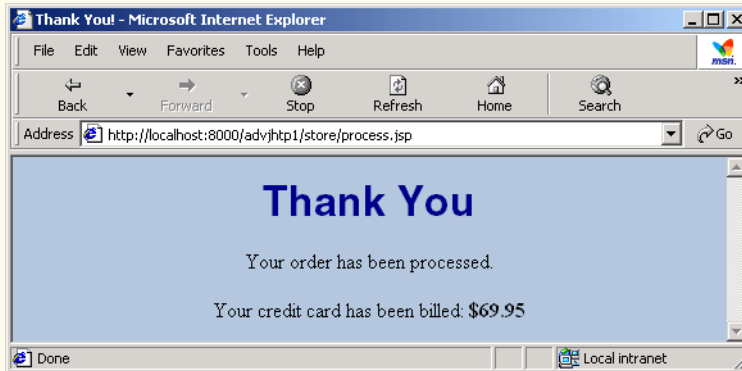 Thank You! - Microsoft Internet Explorer
File Edit View Favorites Tools Help
msn.
Back Forward Stop Refresh Home Search »
Address http://localhost:8000/advjhtp1/store/process.jsp Go
Thank You
Your order has been processed.
Your credit card has been billed: $69.95
Done Local intranet